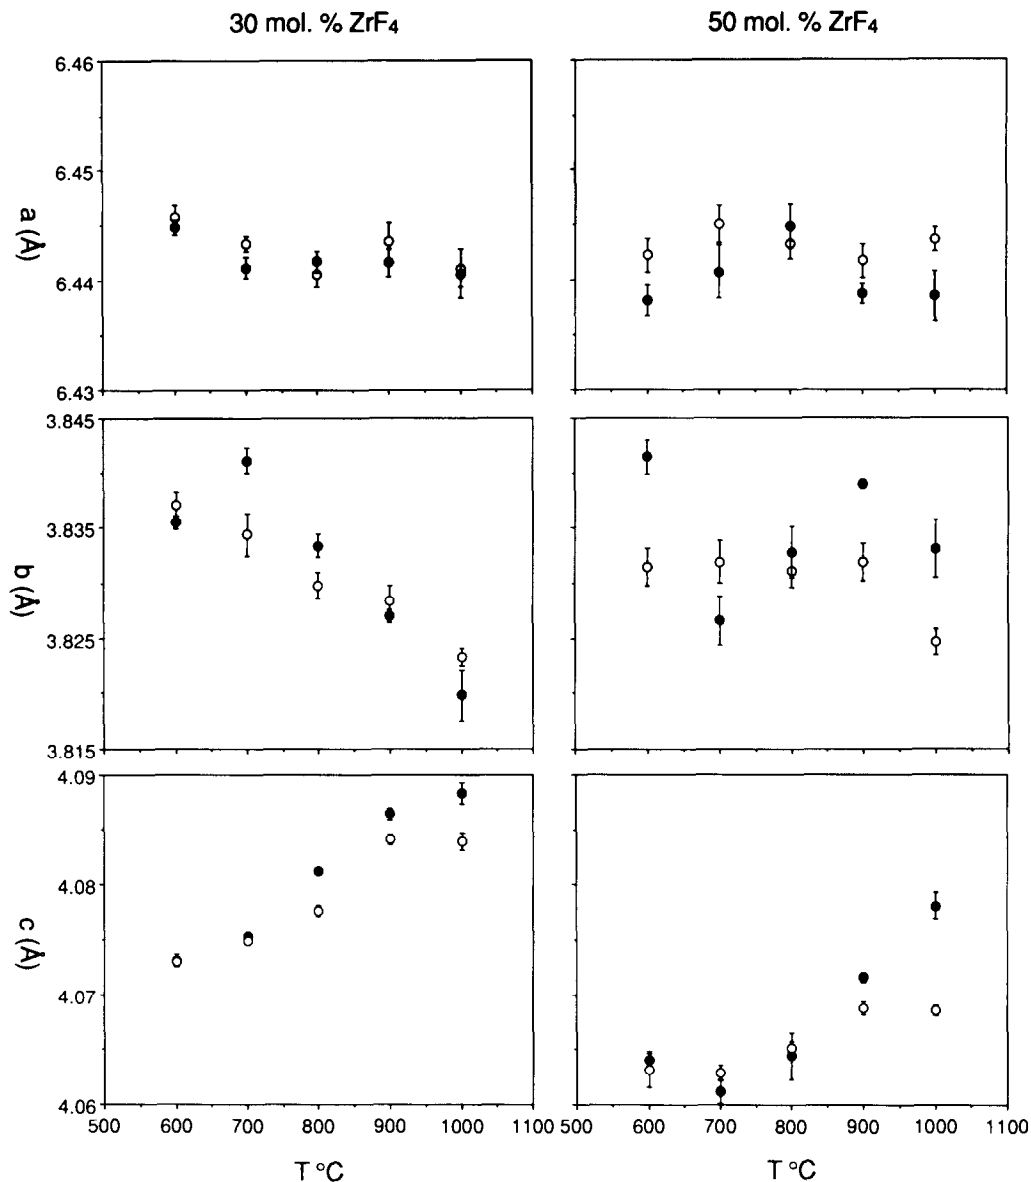 30 mol. % ZrF4
50 mol. % ZrF4
6.46
6.45
6.44
6.43
a (Å)
3.845
3.835
3.825
3.815
b (Å)
4.09
4.08
4.07
4.06
c (Å)
500 600 700 800 900 1000 1100
500 600 700 800 900 1000 1100
T °C
T °C